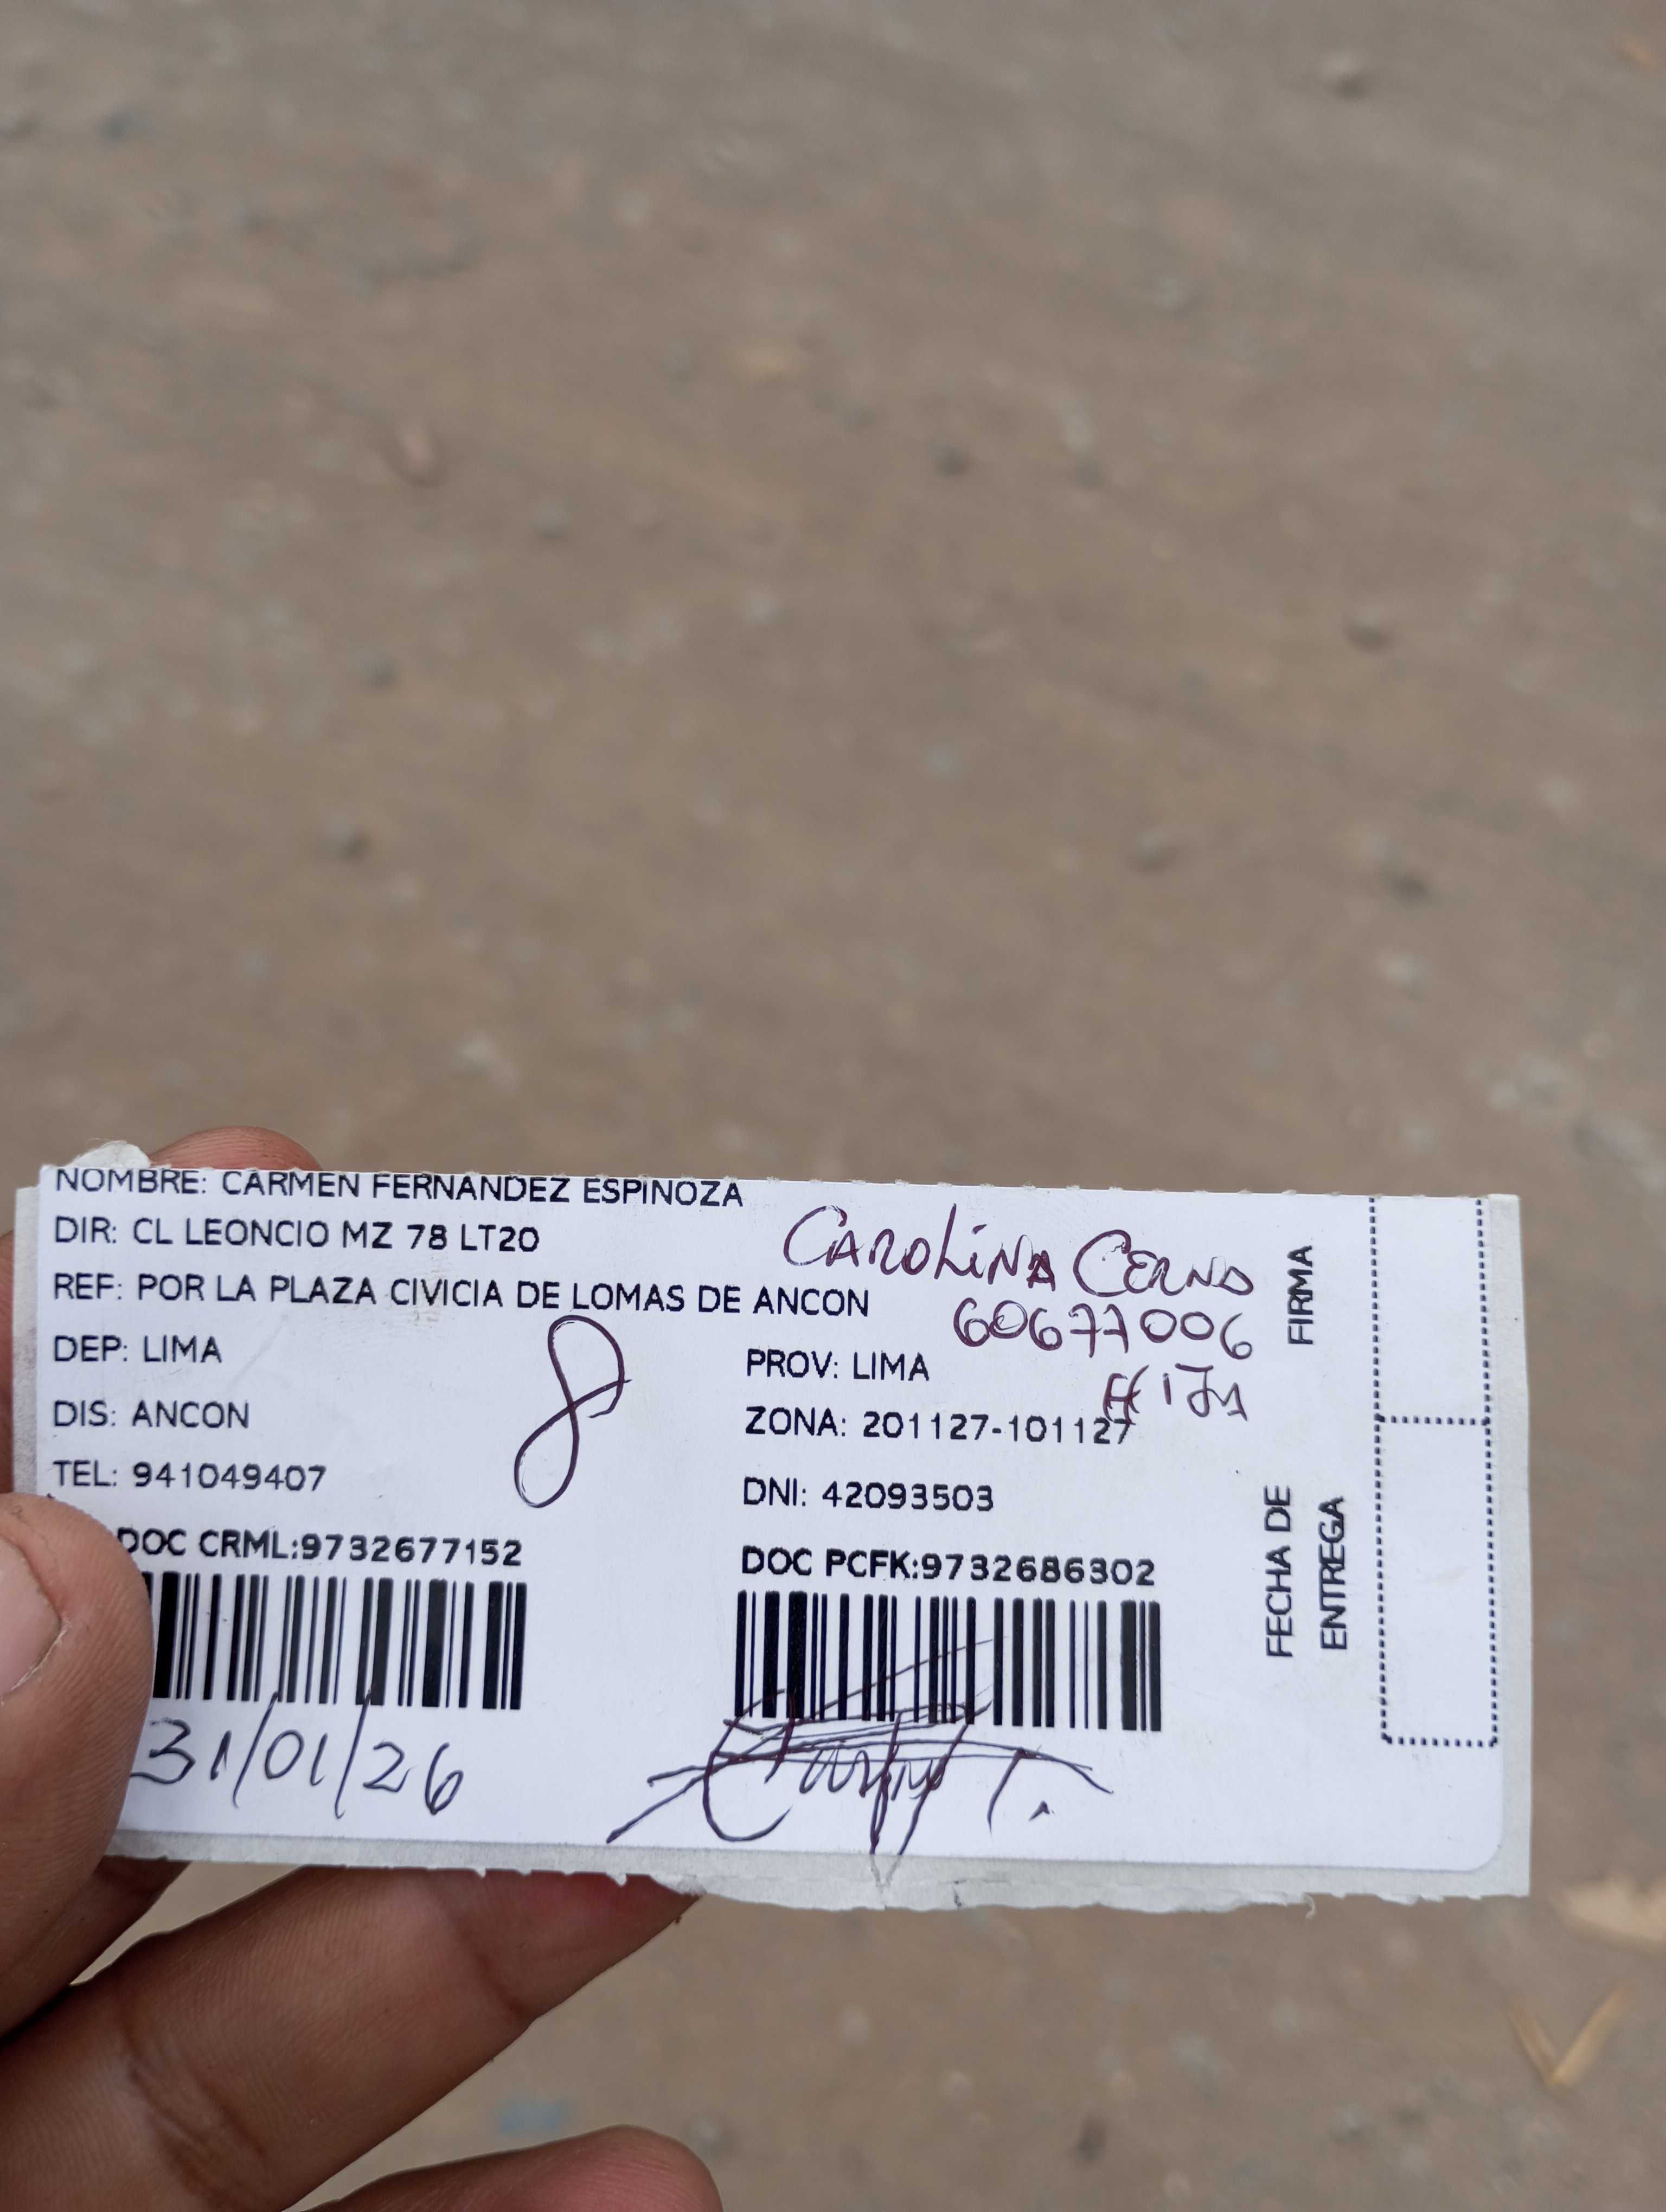 NOMBRE: CARMEN FERNANDEZ ESPINOZA
DIR: CL LEONCIO MZ 78 LT20
CAROLINA CERNA
REF: POR LA PLAZA CIVICIA DE LOMAS DE ANCON
60677006
HIJA
DEP: LIMA
PROV: LIMA
DIS: ANCON
ZONA: 201127-101127
TEL: 941049407
DNI: 42093503
8
DOC CRML:9732677152
DOC PCFK:9732686302
31/01/26
FIRMA
FECHA DE
ENTREGA